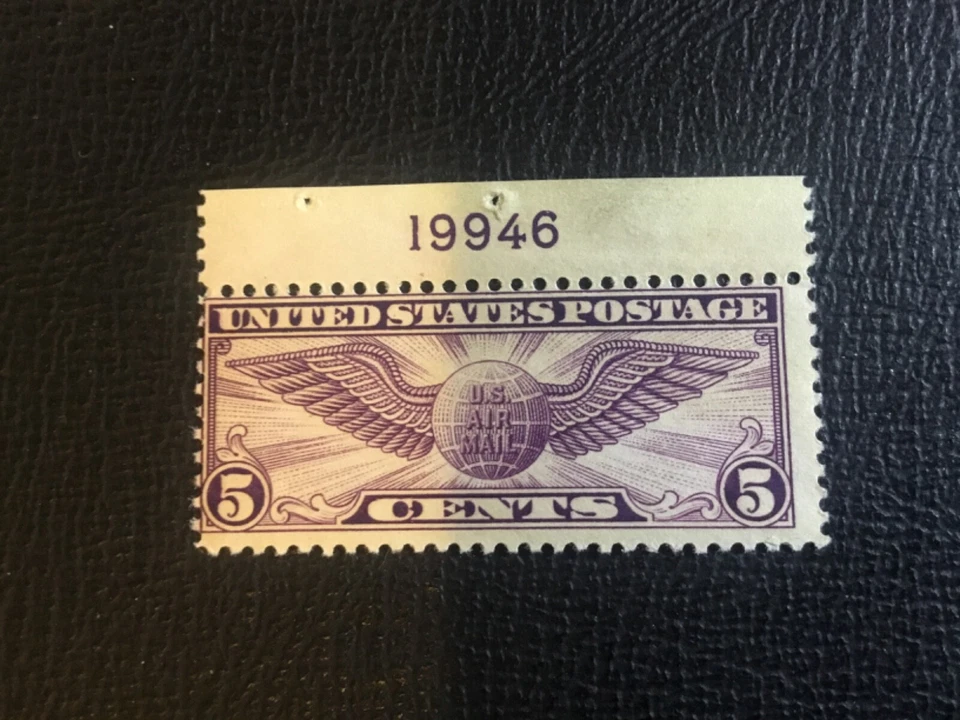 19946
UNITED STATES POSTAGE
U.S.
AIR
MAIL
5 CENTS 5